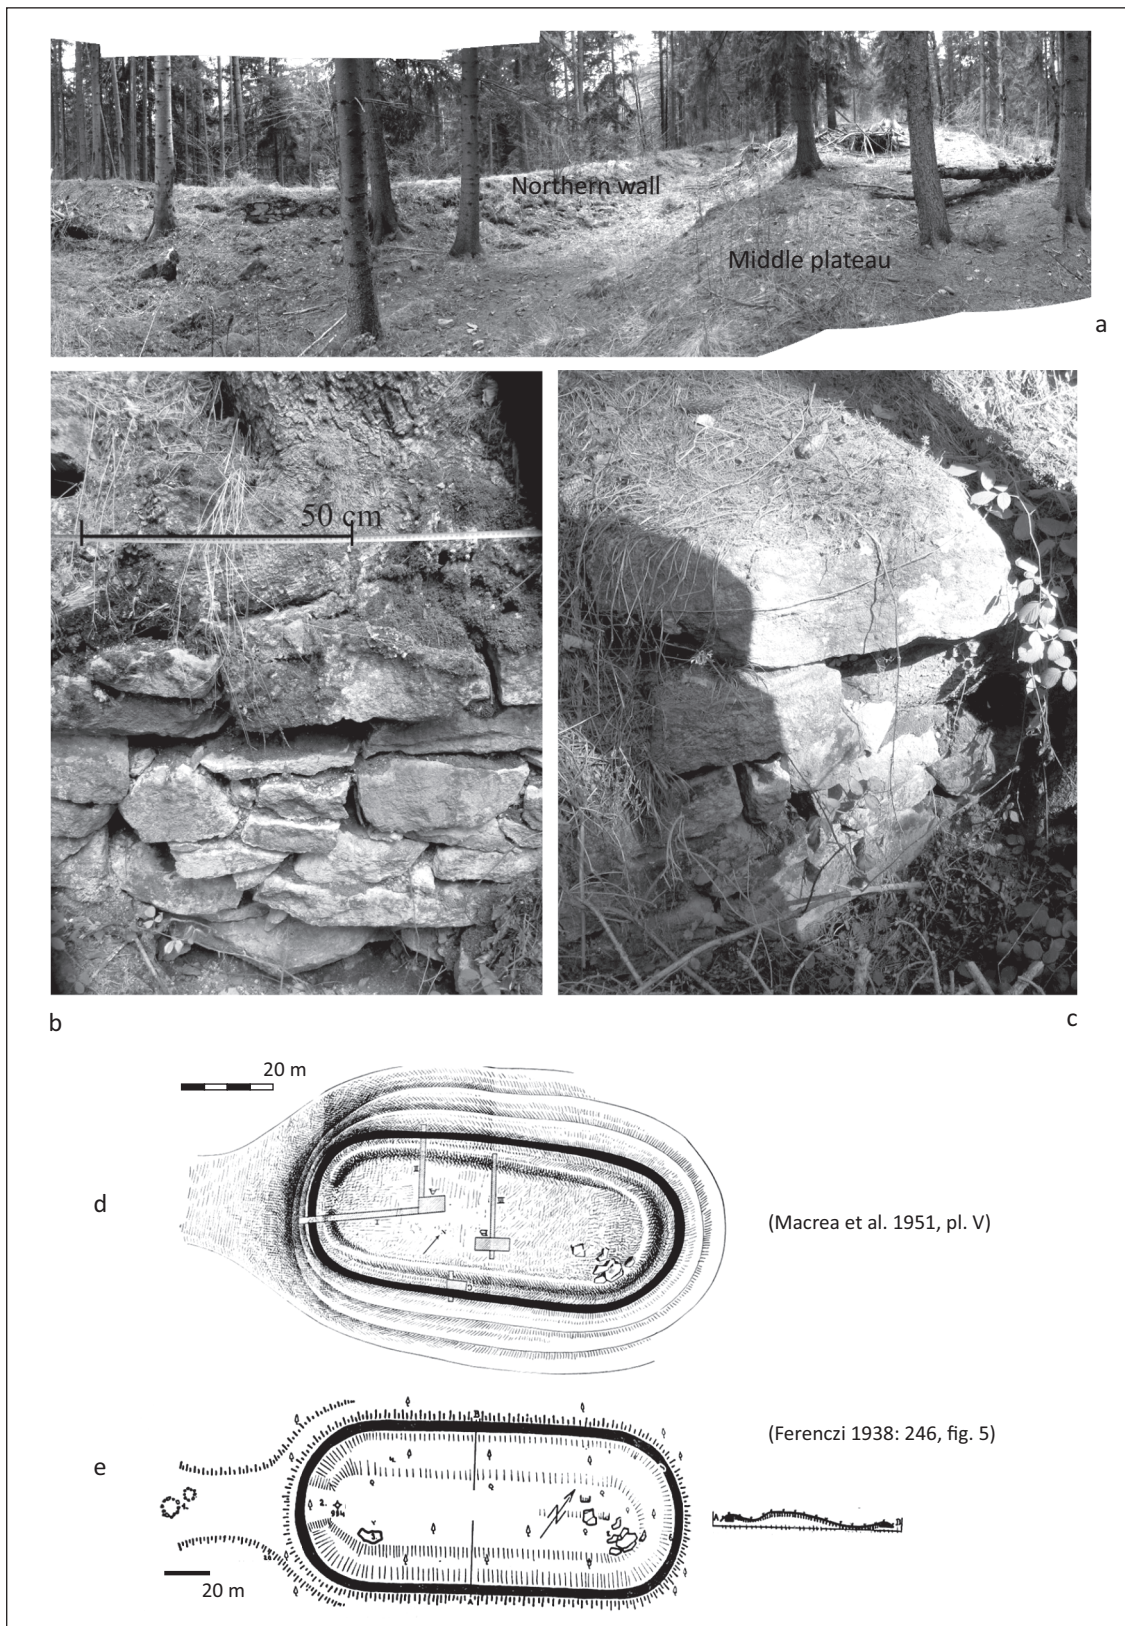 Northern wall
Middle plateau
a
50 cm
b
c
20 m
d
(Macrea et al. 1951, pl. V)
(Ferenczi 1938: 246, fig. 5)
e
20 m